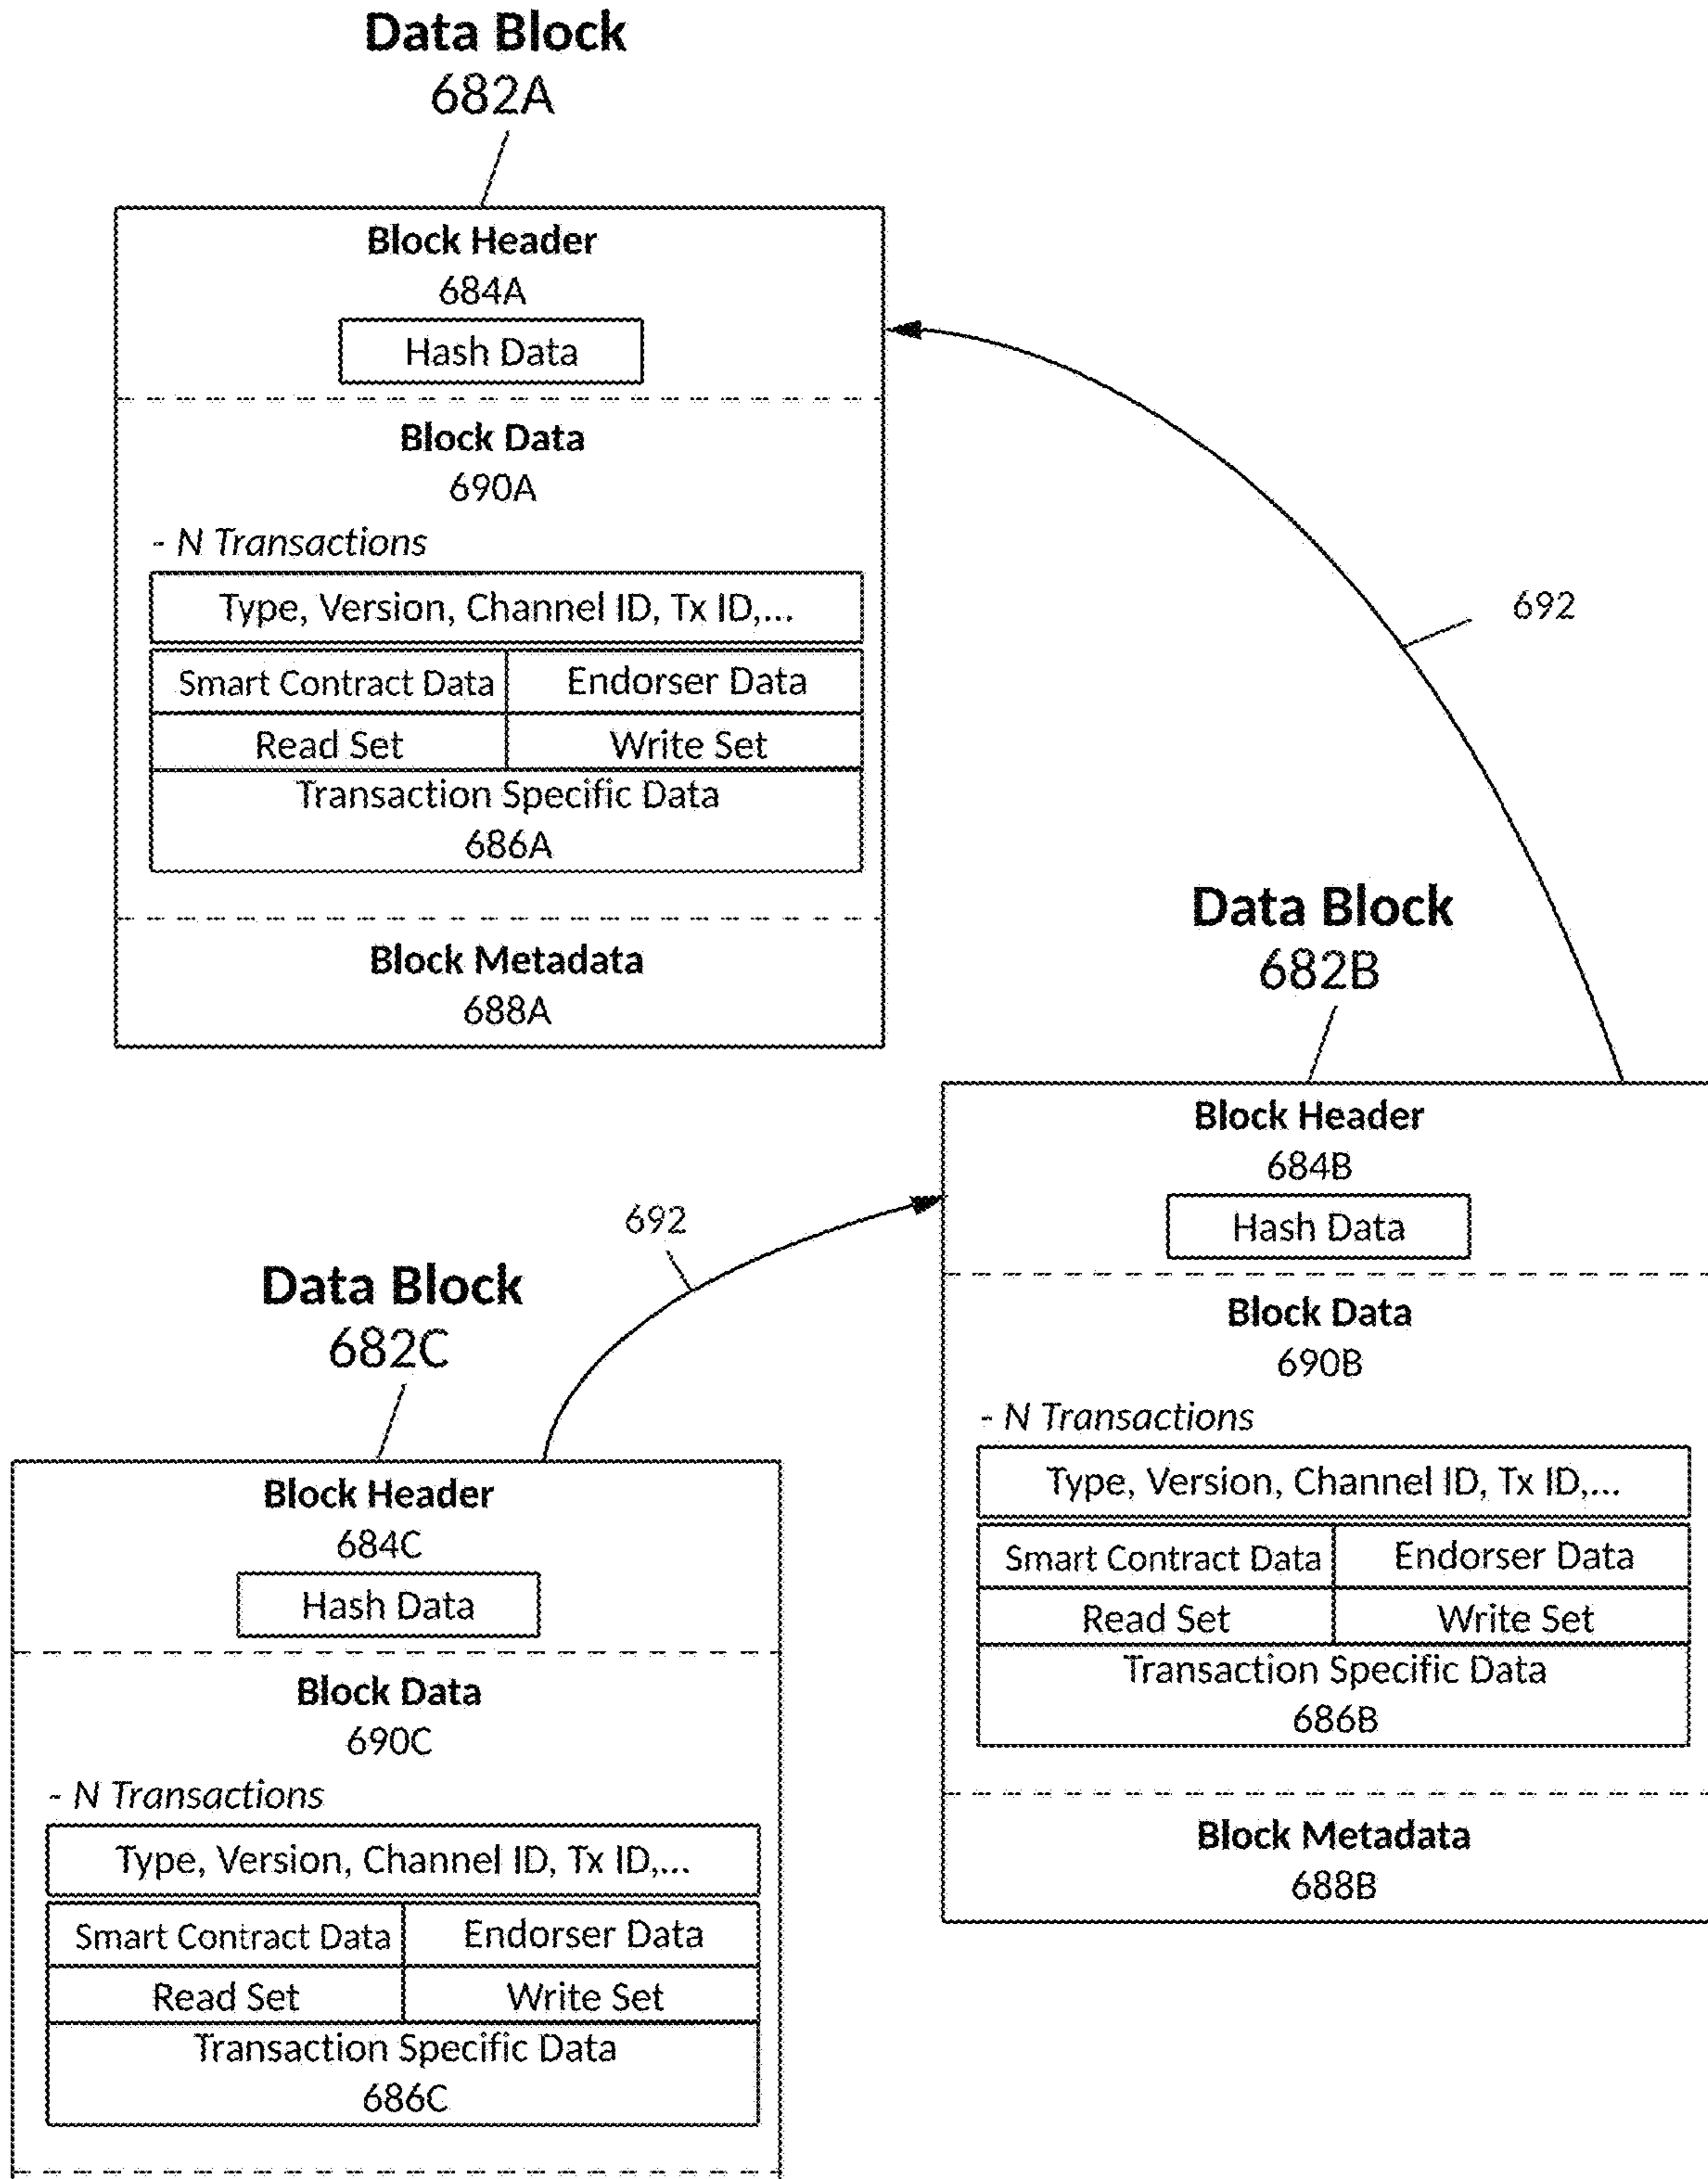 Data Block
682A
Block Header
684A
Hash Data
Block Data
690A
- N Transactions
Type, Version, Channel ID, Tx ID,...
Smart Contract Data Endorser Data
Read Set Write Set
Transaction Specific Data
686A
Block Metadata
688A
692
Data Block
682B
Block Header
684B
Hash Data
Block Data
690B
- N Transactions
Type, Version, Channel ID, Tx ID,...
Smart Contract Data Endorser Data
Read Set Write Set
Transaction Specific Data
686B
Block Metadata
688B
692
Data Block
682C
Block Header
684C
Hash Data
Block Data
690C
- N Transactions
Type, Version, Channel ID, Tx ID,...
Smart Contract Data Endorser Data
Read Set Write Set
Transaction Specific Data
686C